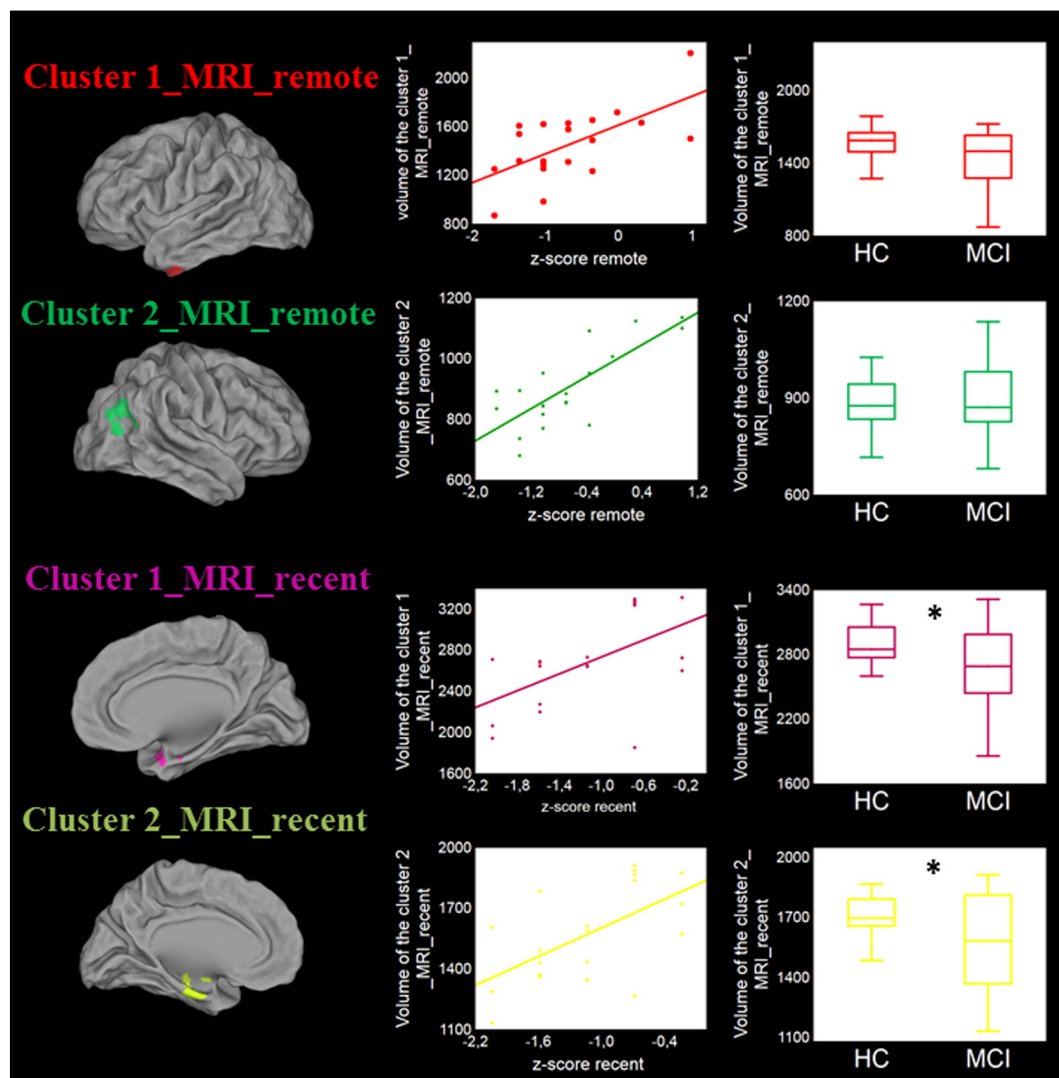 Cluster 1_MRI_remote
volume of the cluster 1_
MRI_remote
2000
1600
1200
800
-2
-1
0
1
z-score remote
Volume of the cluster 1_
MRI_remote
2000
1400
800
HC
MCI
Cluster 2_MRI_remote
Volume of the cluster 2
_MRI_remote
1200
1000
800
600
-2,0
-1,2
-0,4
0,4
1,2
z-score remote
Volume of the cluster 2_
MRI_remote
1200
900
600
HC
MCI
Cluster 1_MRI_recent
Volume of the cluster 1
_MRI_recent
3200
2800
2400
2000
1600
-2,2
-1,8
-1,4
-1,0
-0,6
-0,2
z-score recent
Volume of the cluster 1_
MRI_recent
3400
2800
2200
1600
*
HC
MCI
Cluster 2_MRI_recent
Volume of the cluster 2
_MRI_recent
2000
1700
1400
1100
-2,2
-1,6
-1,0
-0,4
z-score recent
Volume of the cluster 2_
MRI_recent
2000
1700
1400
1100
*
HC
MCI